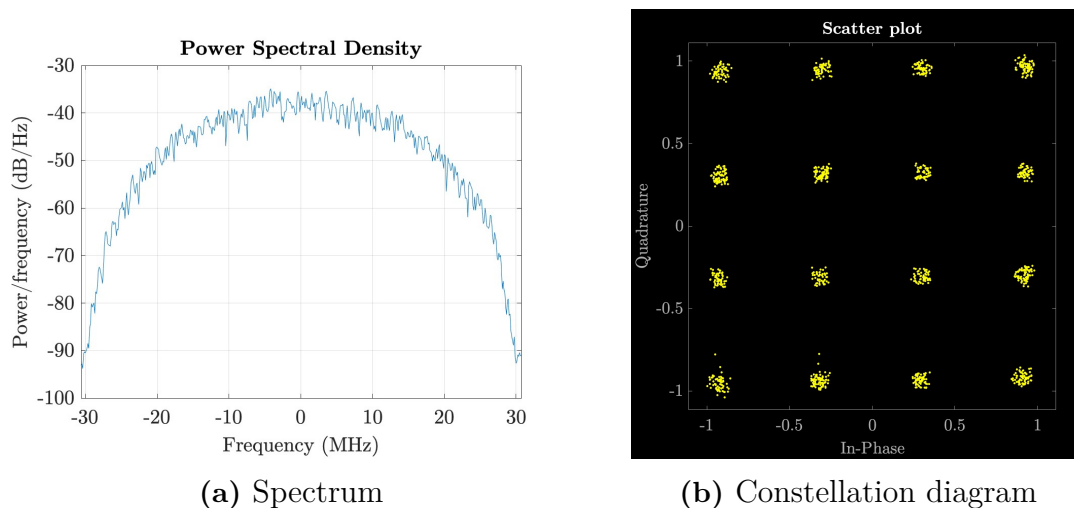 Power Spectral Density
-30
-40
-50
-60
-70
-80
-90
-100
Power/frequency (dB/Hz)
-30 -20 -10 0 10 20 30
Frequency (MHz)
(a) Spectrum
Scatter plot
1
0.5
0
-0.5
-1
Quadrature
-1 -0.5 0 0.5 1
In-Phase
(b) Constellation diagram